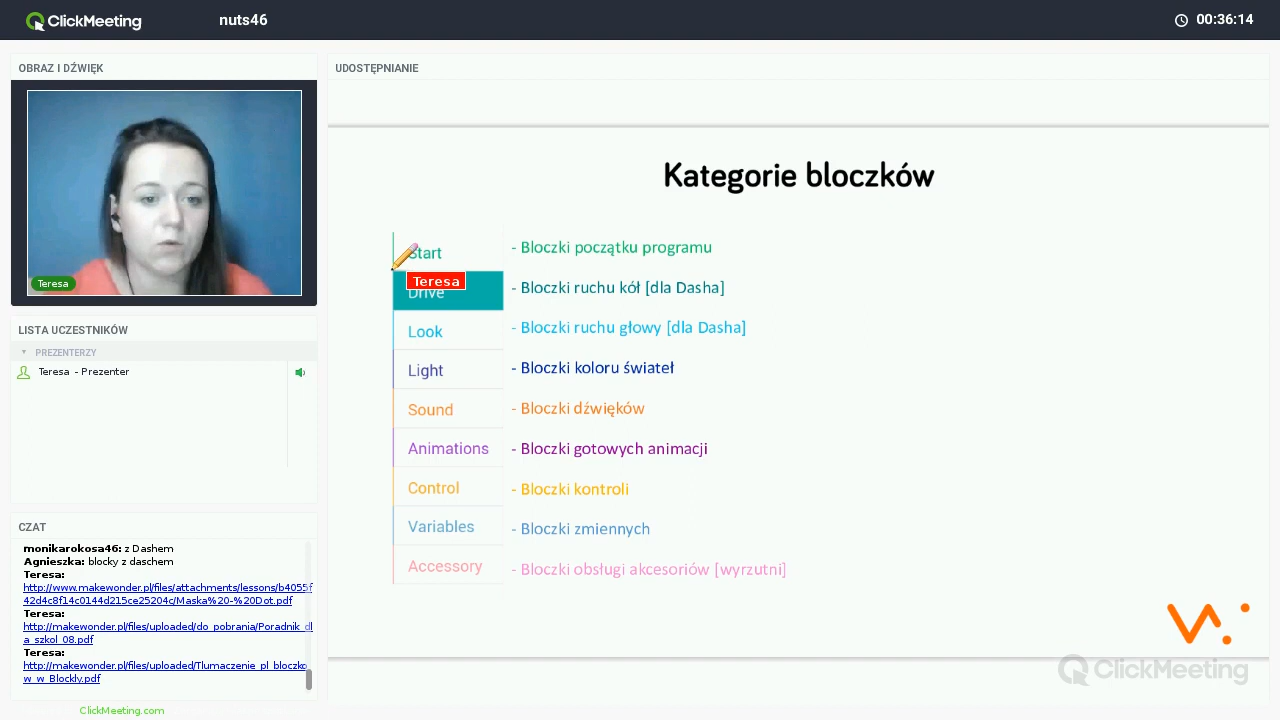 ClickMeeting
nuts46
00:36:14
OBRAZ I DŹWIĘK
Teresa
LISTA UCZESTNIKÓW
PREZENTERZY
Teresa - Prezenter
CZAT
monikarokosa46: z Dashem
Agnieszka: blocky z daschem
Teresa:
http://www.makewonder.pl/files/attachments/lessons/b4055f
42d4c8f14c0144d215ce25204c/Maska%20-%20Dot.pdf
Teresa:
http://makewonder.pl/files/uploaded/do_pobrania/Poradnik_dl
a_szkol_08.pdf
Teresa:
http://makewonder.pl/files/uploaded/Tlumaczenie_pl_bloczko
w_w_Blockly.pdf
ClickMeeting.com
UDOSTĘPNIANIE
Kategorie bloczków
Start - Bloczki początku programu
Teresa
Drive - Bloczki ruchu kół [dla Dasha]
Look - Bloczki ruchu głowy [dla Dasha]
Light - Bloczki koloru świateł
Sound - Bloczki dźwięków
Animations - Bloczki gotowych animacji
Control - Bloczki kontroli
Variables - Bloczki zmiennych
Accessory - Bloczki obsługi akcesoriów [wyrzutni]
ClickMeeting